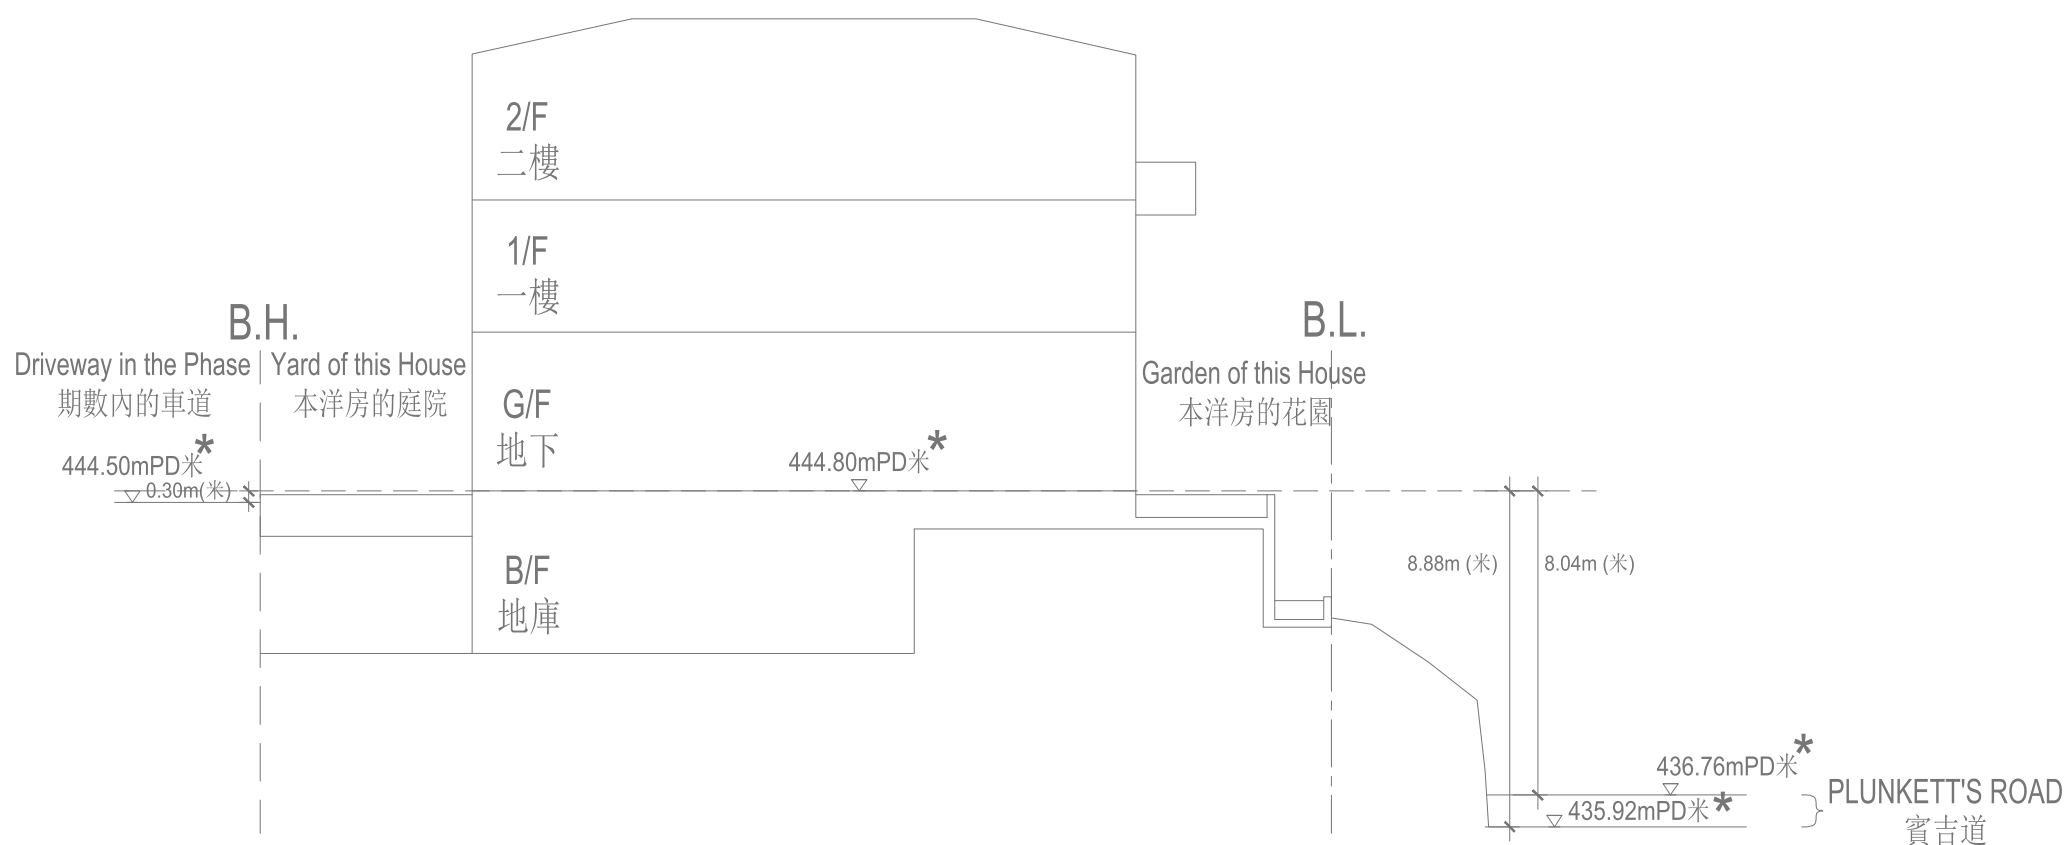 2/F
二樓
1/F
一樓
B.H.
B.L.
Driveway in the Phase
期數內的車道
Yard of this House
本洋房的庭院
Garden of this House
本洋房的花園
G/F
地下
444.50mPD米*
0.30m(米)
444.80mPD米*
B/F
地庫
8.88m (米)
8.04m (米)
436.76mPD米*
435.92mPD米*
PLUNKETT'S ROAD
賓吉道